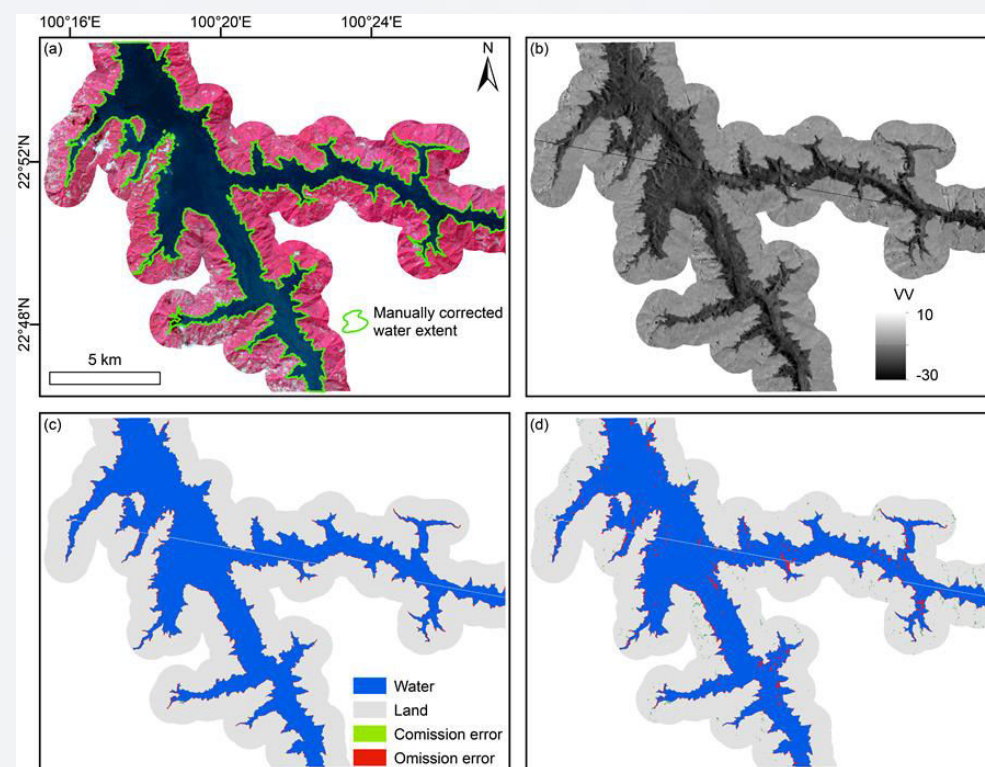 100°16'E
100°20'E
100°24'E
(a)
N
22°52'N
22°48'N
Manually corrected
water extent
5 km
(b)
VV
10
-30
(c)
Water
Land
Comission error
Omission error
(d)